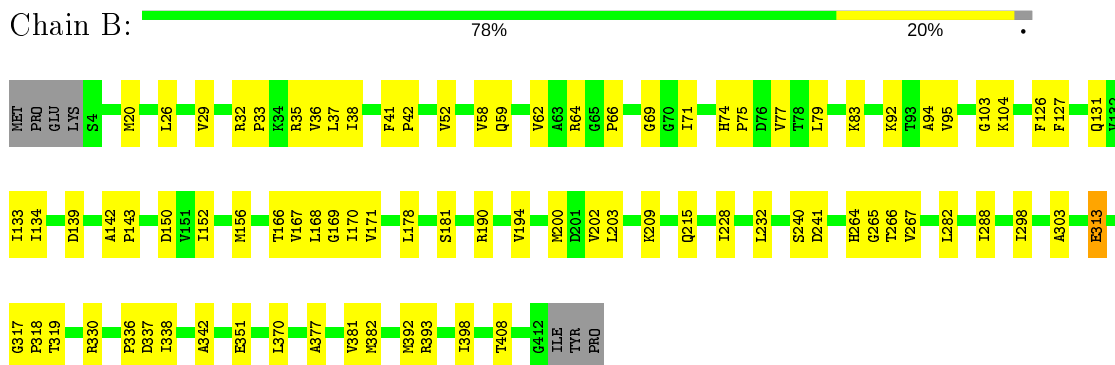 Chain B:
78% 20% •
MET PRO GLU LYS S4 M20 L26 V29 R32 P33 K34 R35 V36 L37 I38 F41 P42 V52 V58 Q59 V62 A63 R64 G65 P66 G69 G70 I71 H74 P75 D76 V77 T78 L79 K83 K92 T93 A94 V95 G103 K104 F126 F127 Q131 V132
I133 I134 D139 A142 P143 D150 V151 I152 M156 T166 V167 L168 G169 I170 V171 L178 S181 R190 V194 M200 D201 V202 L203 K209 Q215 I228 L232 S240 D241 H264 G265 T266 V267 L282 I288 I298 A303 E313
G317 P318 T319 R330 P336 D337 I338 A342 E351 L370 A377 V381 M382 M392 R393 I398 T408 G412 ILE TYR PRO